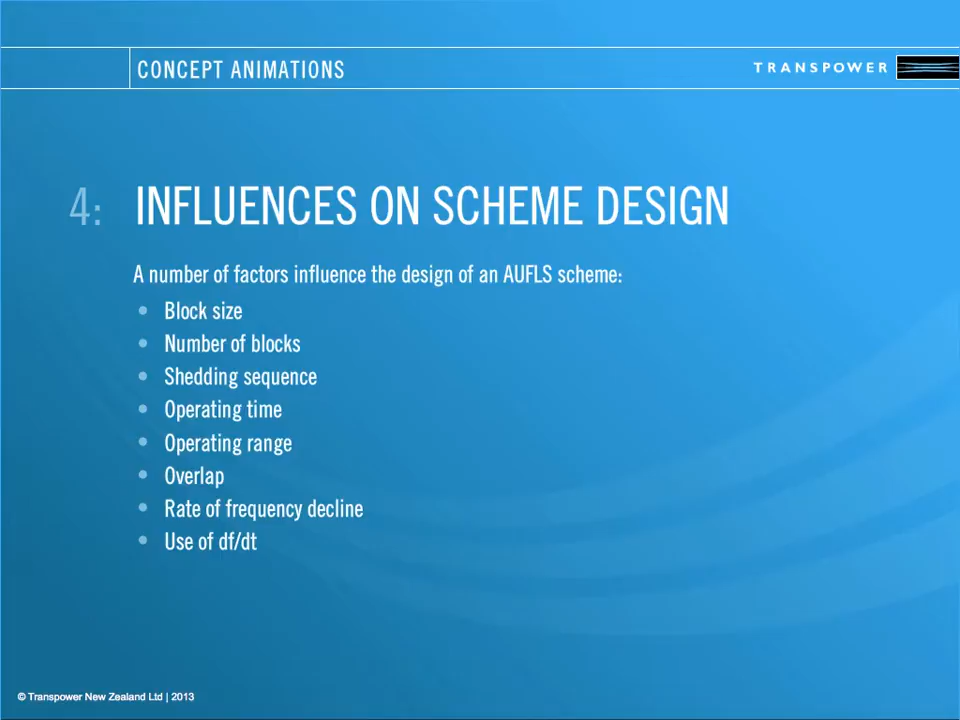 CONCEPT ANIMATIONS
TRANSPOWER
4: INFLUENCES ON SCHEME DESIGN
A number of factors influence the design of an AUFLS scheme:
• Block size
• Number of blocks
• Shedding sequence
• Operating time
• Operating range
• Overlap
• Rate of frequency decline
• Use of df/dt
© Transpower New Zealand Ltd | 2013